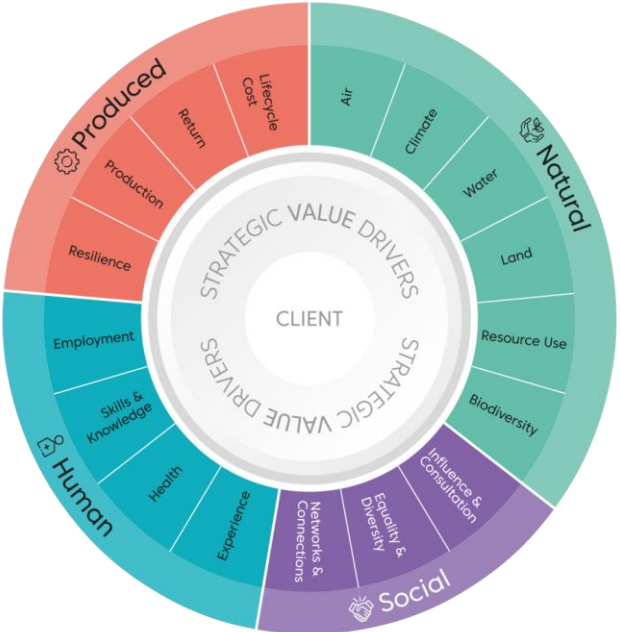 Produced
Lifecycle
Cost
Return
Production
Resilience
Natural
Air
Climate
Water
Land
Resource Use
Biodiversity
Social
Influence &
Consultation
Equality &
Diversity
Networks &
Connections
Human
Experience
Health
Skills &
Knowledge
Employment
STRATEGIC VALUE DRIVERS
CLIENT
STRATEGIC VALUE DRIVERS